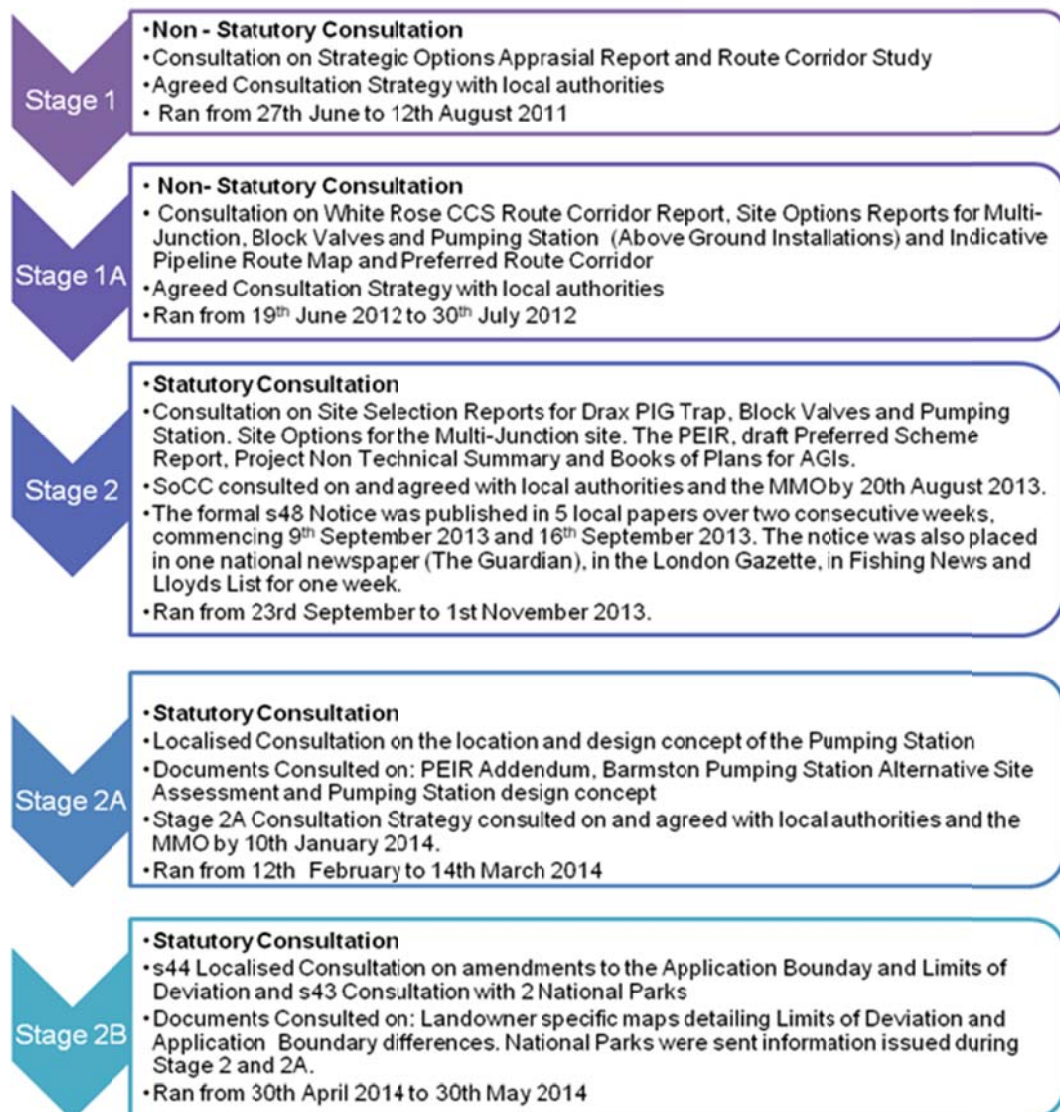 Stage 1
•Non - Statutory Consultation
•Consultation on Strategic Options Apprasial Report and Route Corridor Study
•Agreed Consultation Strategy with local authorities
• Ran from 27th June to 12th August 2011
Stage 1A
• Non- Statutory Consultation
• Consultation on White Rose CCS Route Corridor Report, Site Options Reports for Multi-
Junction, Block Valves and Pumping Station (Above Ground Installations) and Indicative
Pipeline Route Map and Preferred Route Corridor
•Agreed Consultation Strategy with local authorities
•Ran from 19th June 2012 to 30th July 2012
Stage 2
•Statutory Consultation
•Consultation on Site Selection Reports for Drax PIG Trap, Block Valves and Pumping
Station. Site Options for the Multi-Junction site. The PEIR, draft Preferred Scheme
Report, Project Non Technical Summary and Books of Plans for AGIs.
•SoCC consulted on and agreed with local authorities and the MMO by 20th August 2013.
•The formal s48 Notice was published in 5 local papers over two consecutive weeks,
commencing 9th September 2013 and 16th September 2013. The notice was also placed
in one national newspaper (The Guardian), in the London Gazette, in Fishing News and
Lloyds List for one week.
•Ran from 23rd September to 1st November 2013.
Stage 2A
•Statutory Consultation
•Localised Consultation on the location and design concept of the Pumping Station
•Documents Consulted on: PEIR Addendum, Barmston Pumping Station Alternative Site
Assessment and Pumping Station design concept
•Stage 2A Consultation Strategy consulted on and agreed with local authorities and the
MMO by 10th January 2014.
•Ran from 12th February to 14th March 2014
Stage 2B
•Statutory Consultation
•s44 Localised Consultation on amendments to the Application Bounday and Limits of
Deviation and s43 Consultation with 2 National Parks
•Documents Consulted on: Landowner specific maps detailing Limits of Deviation and
Application Boundary differences. National Parks were sent information issued during
Stage 2 and 2A.
•Ran from 30th April 2014 to 30th May 2014